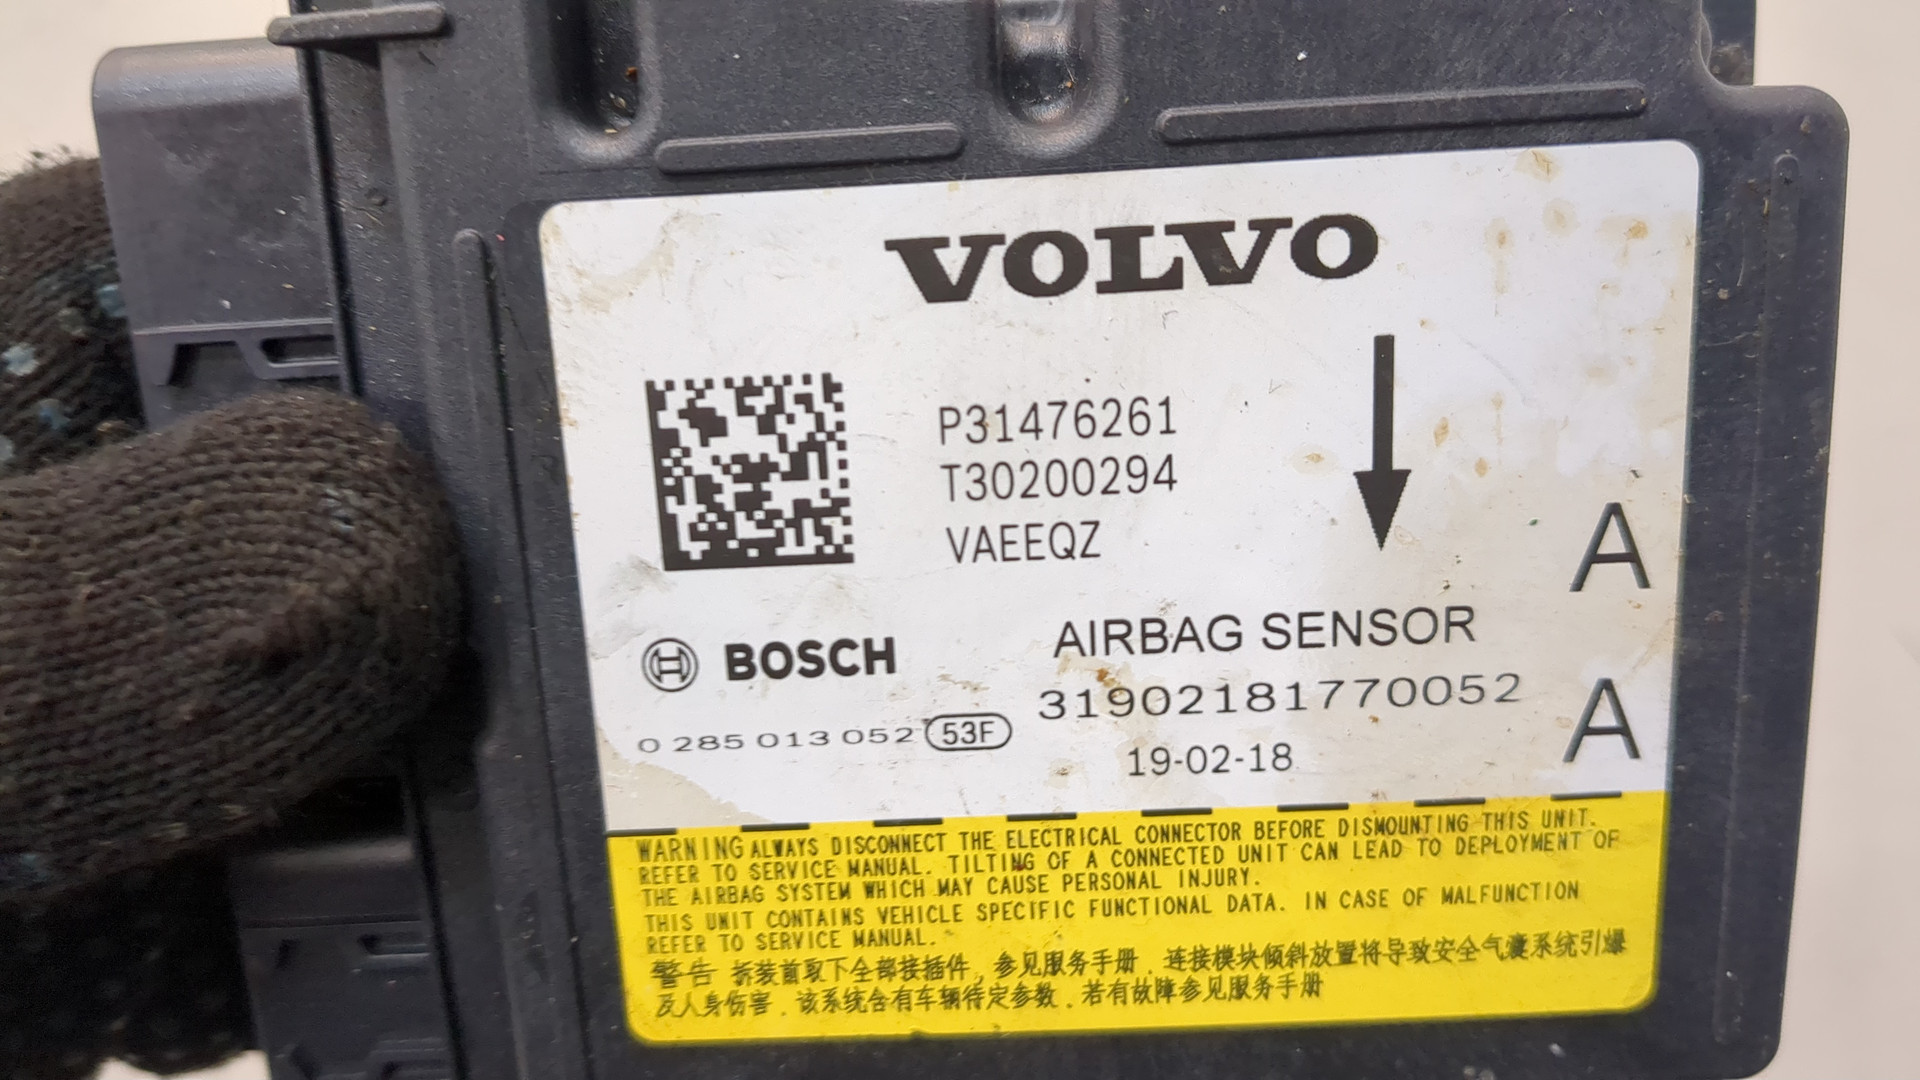 VOLVO
P31476261
T30200294
VAEEQZ
A
BOSCH
AIRBAG SENSOR
31902181770052
A
0 285 013 052 53F
19-02-18
WARNING ALWAYS DISCONNECT THE ELECTRICAL CONNECTOR BEFORE DISMOUNTING THIS UNIT.
REFER TO SERVICE MANUAL. TILTING OF A CONNECTED UNIT CAN LEAD TO DEPLOYMENT OF
THE AIRBAG SYSTEM WHICH MAY CAUSE PERSONAL INJURY.
THIS UNIT CONTAINS VEHICLE SPECIFIC FUNCTIONAL DATA. IN CASE OF MALFUNCTION
REFER TO SERVICE MANUAL.
警告 拆装首取下全部接插件, 参见服务手册. 连接模块倾斜放置将导致安全气囊系统引爆
及人身伤害. 该系统含有车辆特定参数. 若有故障参见服务手册